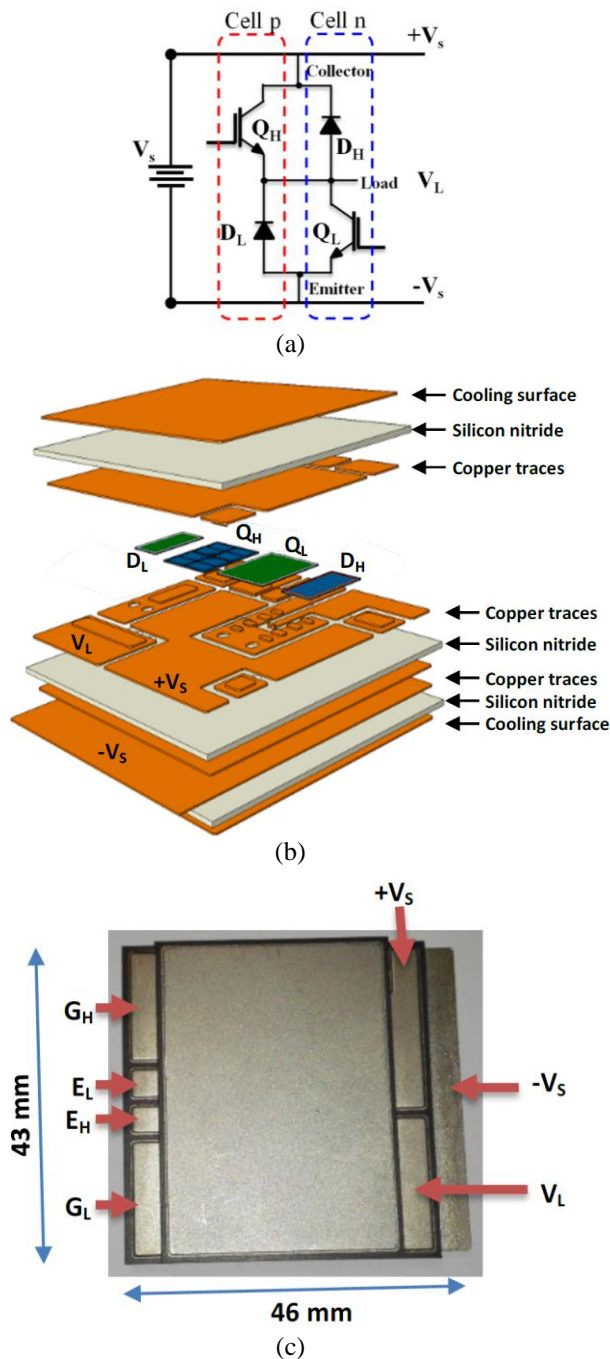 Cell p Cell n
+Vs
Collector
QH
DH
Vs
Load
VL
DL
QL
Emitter
-Vs
(a)
Cooling surface
Silicon nitride
Copper traces
DL
QH
QL
DH
Copper traces
VL
Silicon nitride
+VS
Copper traces
Silicon nitride
Cooling surface
-VS
(b)
+VS
GH
EL
EH
GL
43 mm
-VS
VL
46 mm
(c)